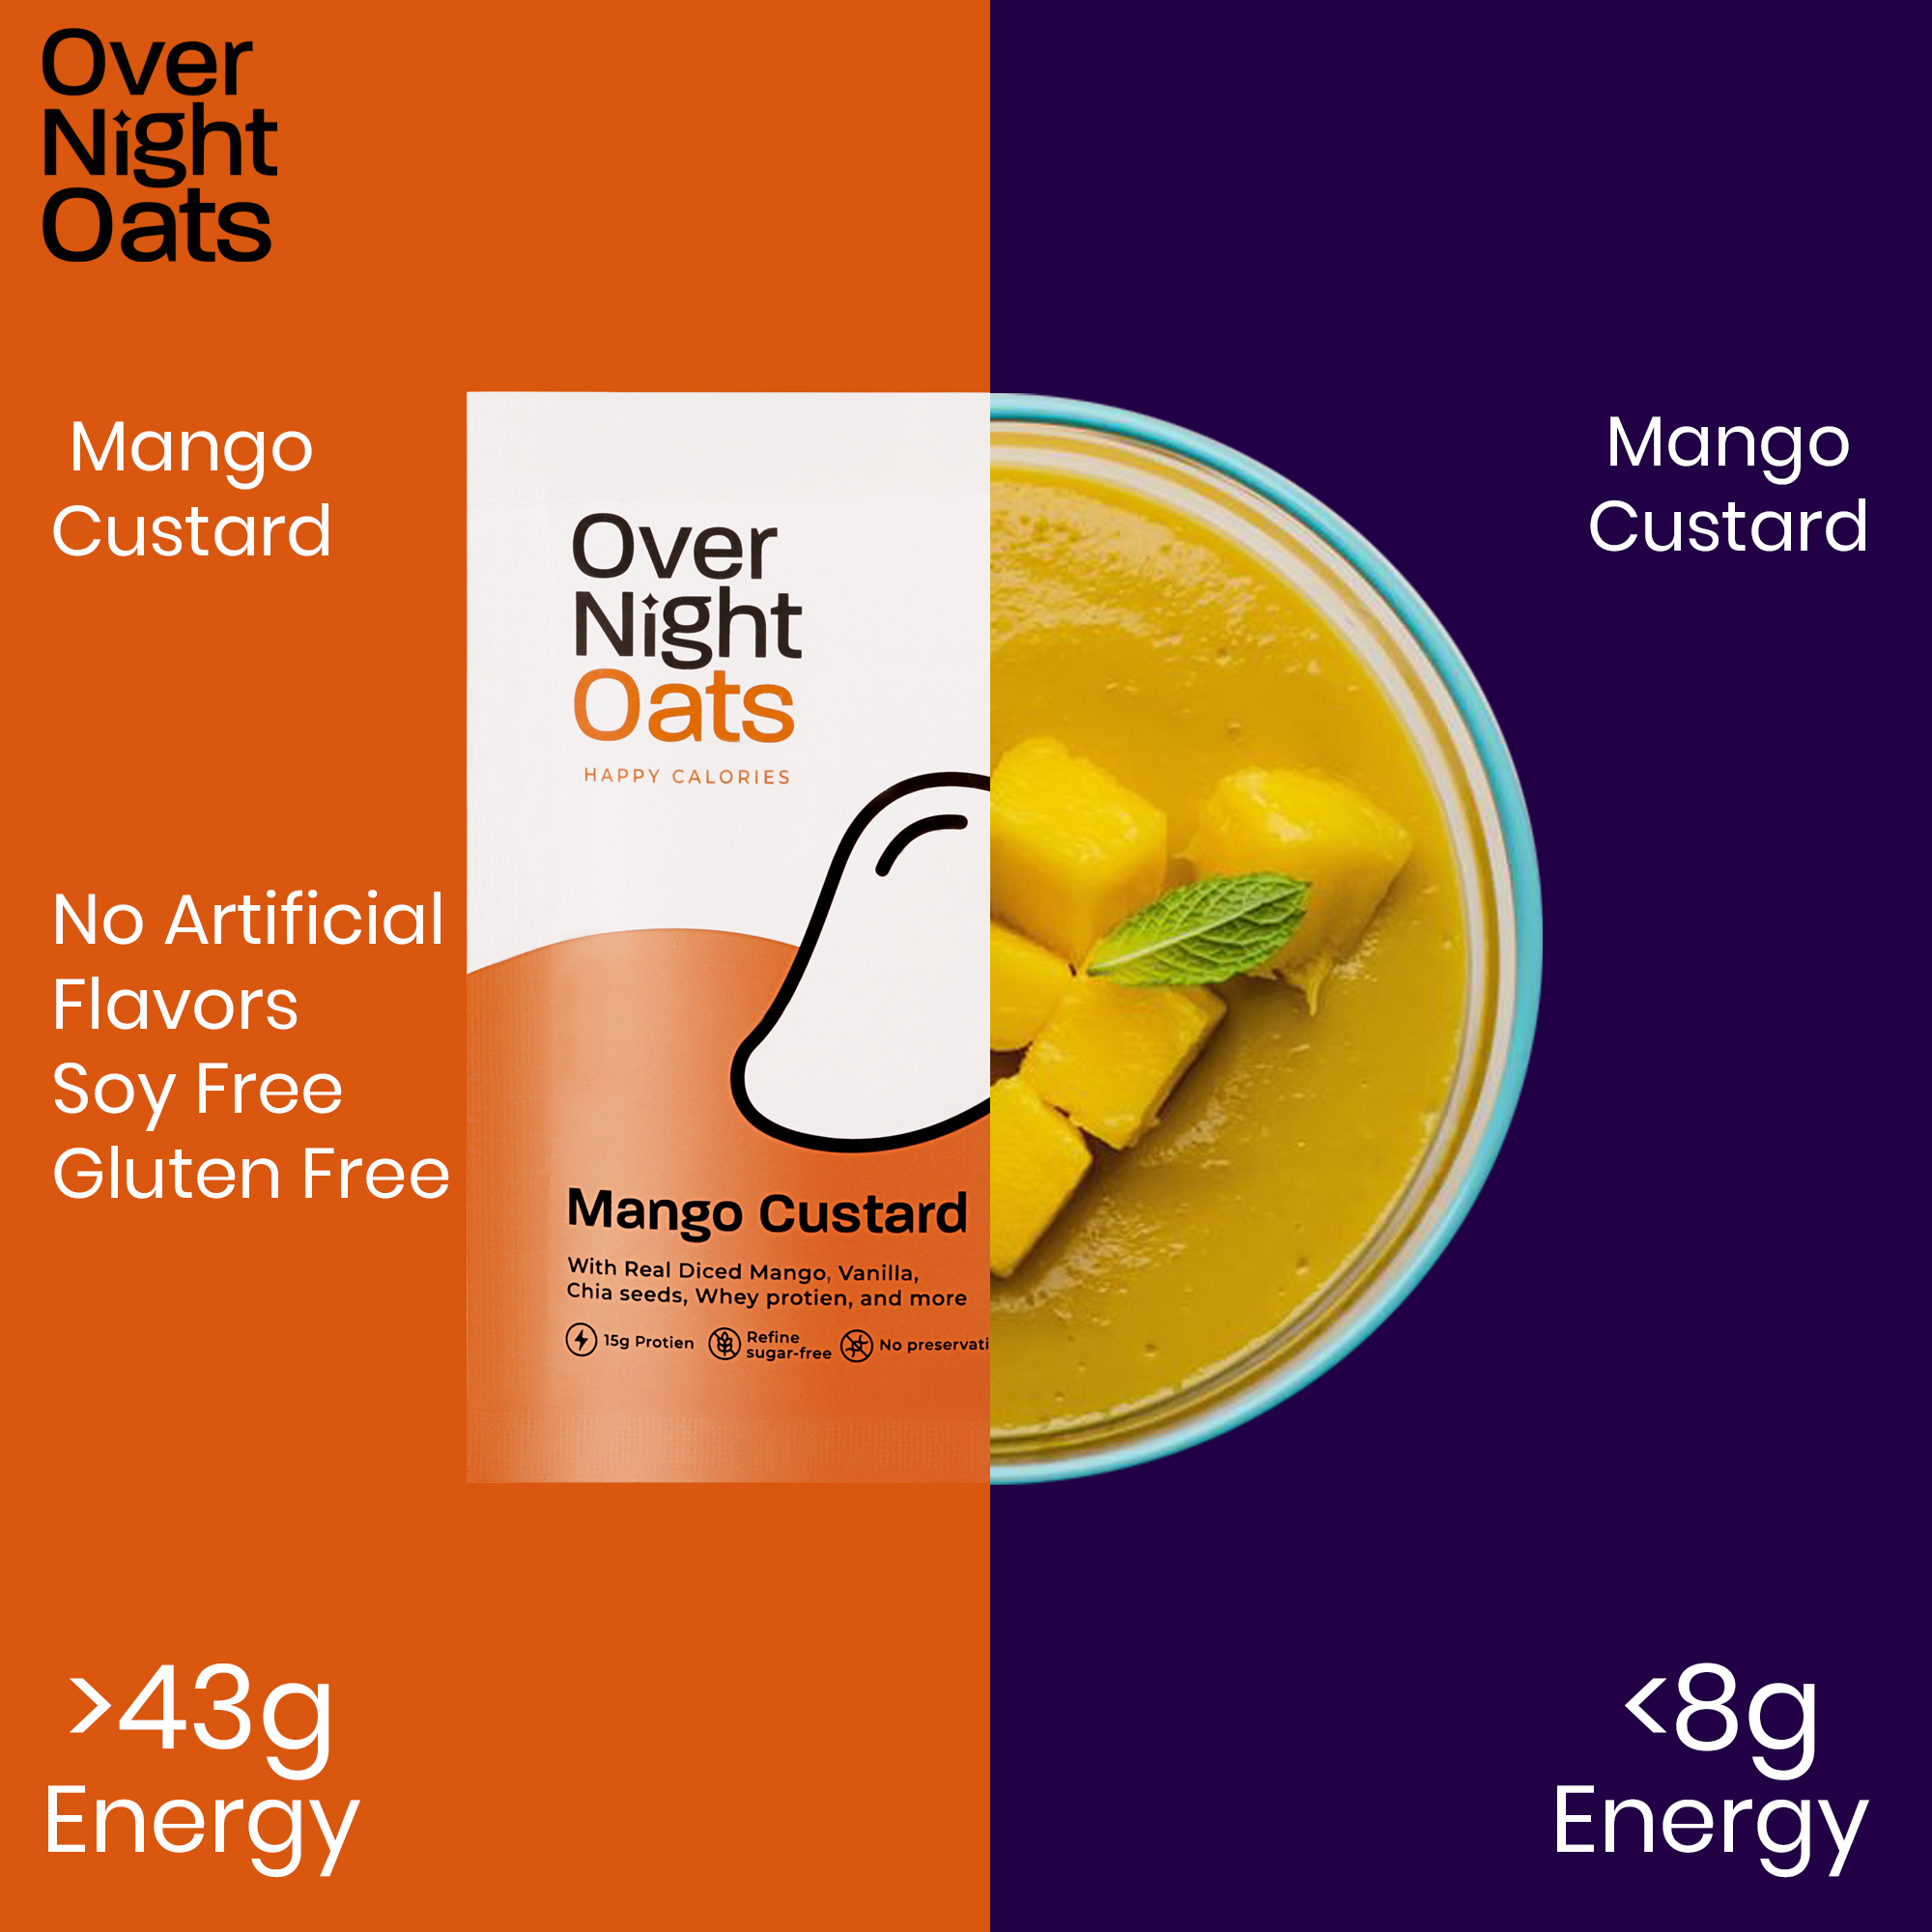 Over
Night
Oats
Mango
Custard
No Artificial
Flavors
Soy Free
Gluten Free
>43g
Energy
Over
Night
Oats
HAPPY CALORIES
Mango Custard
With Real Diced Mango, Vanilla,
Chia seeds, Whey protien, and more
15g Protien
Refine
sugar-free
No preservati
Mango
Custard
<8g
Energy